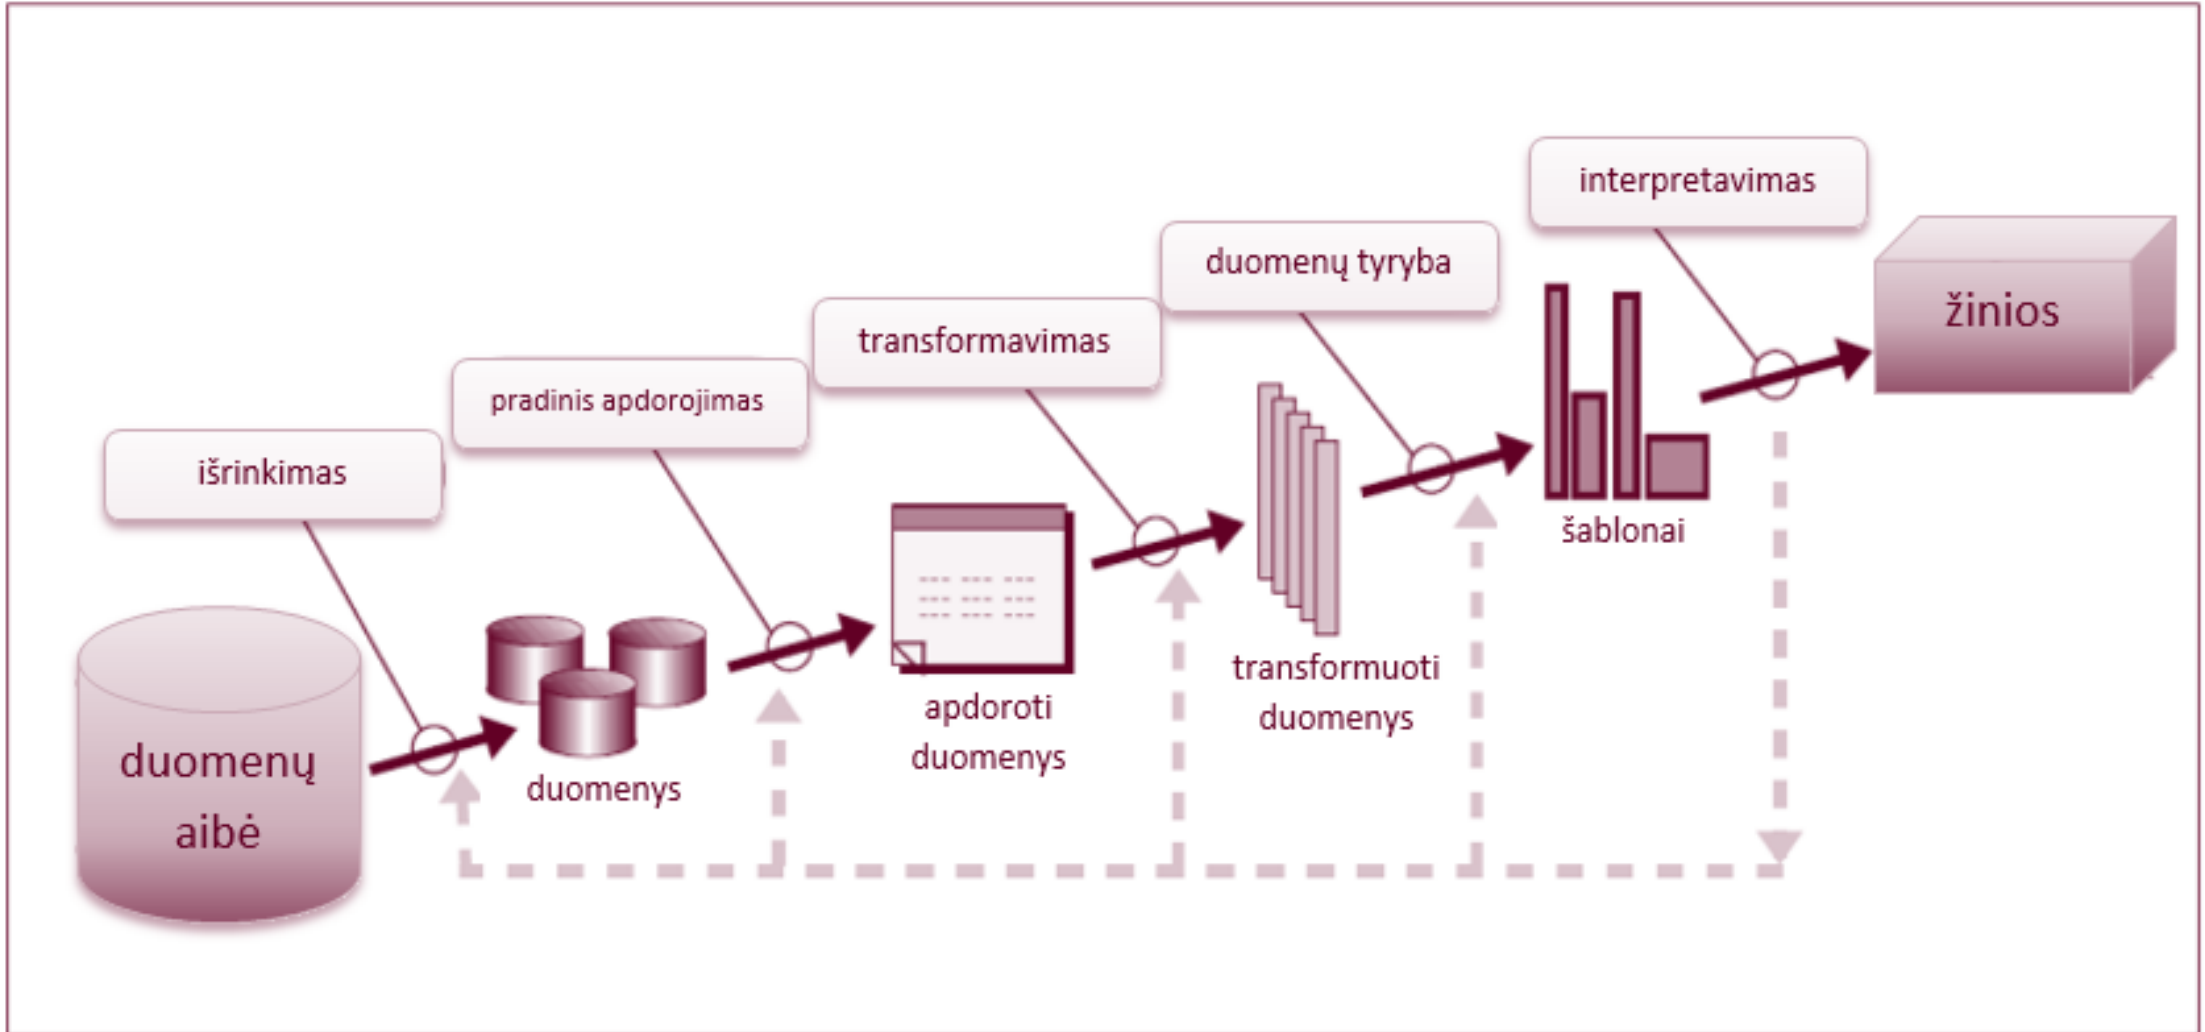 išrinkimas
pradinis apdorojimas
transformavimas
duomenų tyryba
interpretavimas
duomenų
aibė
duomenys
apdoroti
duomenys
transformuoti
duomenys
šablonai
žinios